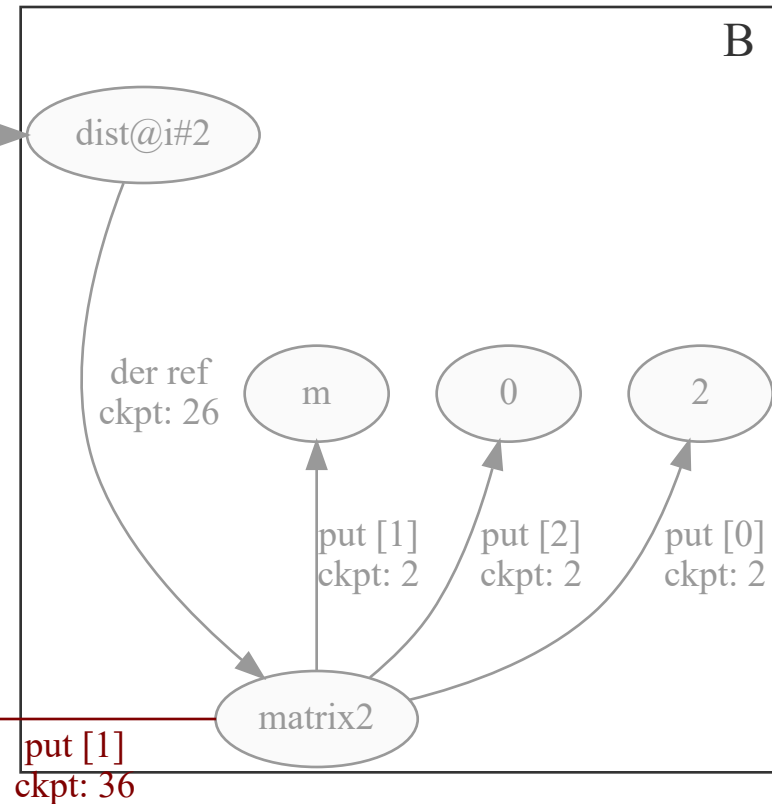 B
dist@i#2
der ref
ckpt: 26
m
0
2
put [1]
ckpt: 2
put [2]
ckpt: 2
put [0]
ckpt: 2
matrix2
put [1]
ckpt: 36